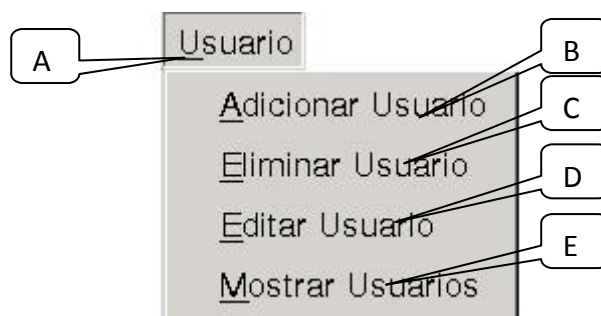 Usuario
A
Adicionar Usuario
B
Eliminar Usuario
C
Editar Usuario
D
Mostrar Usuarios
E